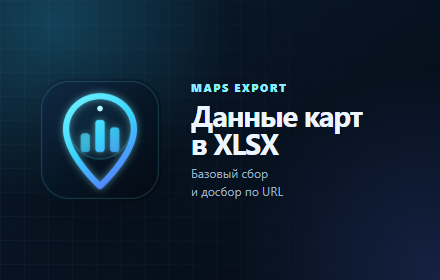 MAPS EXPORT
Данные карт
в XLSX
Базовый сбор
и досбор по URL